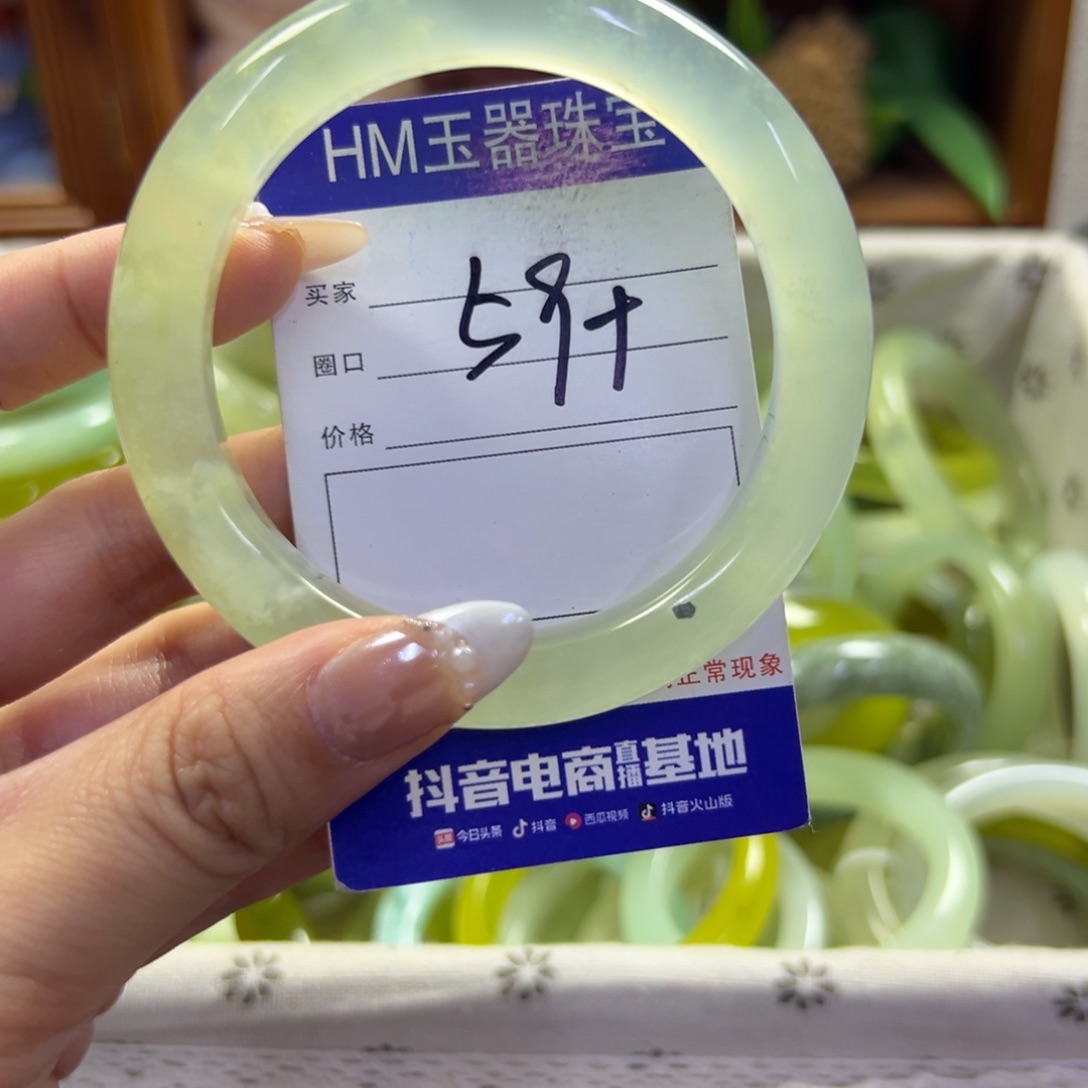 HM玉器珠宝
买家
59+
圈口
价格
正常现象
抖音电商直播基地
今日头条 抖音 西瓜视频 抖音火山版